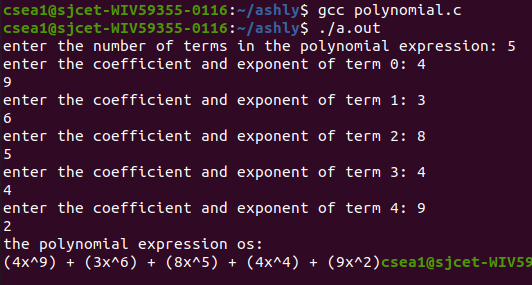 csea1@sjcet-WIV59355-0116:~/ashly$ gcc polynomial.c
csea1@sjcet-WIV59355-0116:~/ashly$ ./a.out
enter the number of terms in the polynomial expression: 5
enter the coefficient and exponent of term 0: 4
9
enter the coefficient and exponent of term 1: 3
6
enter the coefficient and exponent of term 2: 8
5
enter the coefficient and exponent of term 3: 4
4
enter the coefficient and exponent of term 4: 9
2
the polynomial expression os:
(4x^9) + (3x^6) + (8x^5) + (4x^4) + (9x^2)csea1@sjcet-WIV59